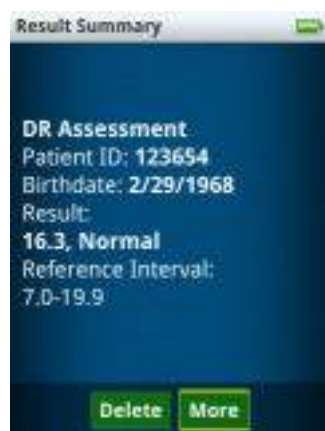 Result Summary
DR Assessment
Patient ID: 123654
Birthdate: 2/29/1968
Result:
16.3, Normal
Reference Interval:
7.0-19.9
Delete More